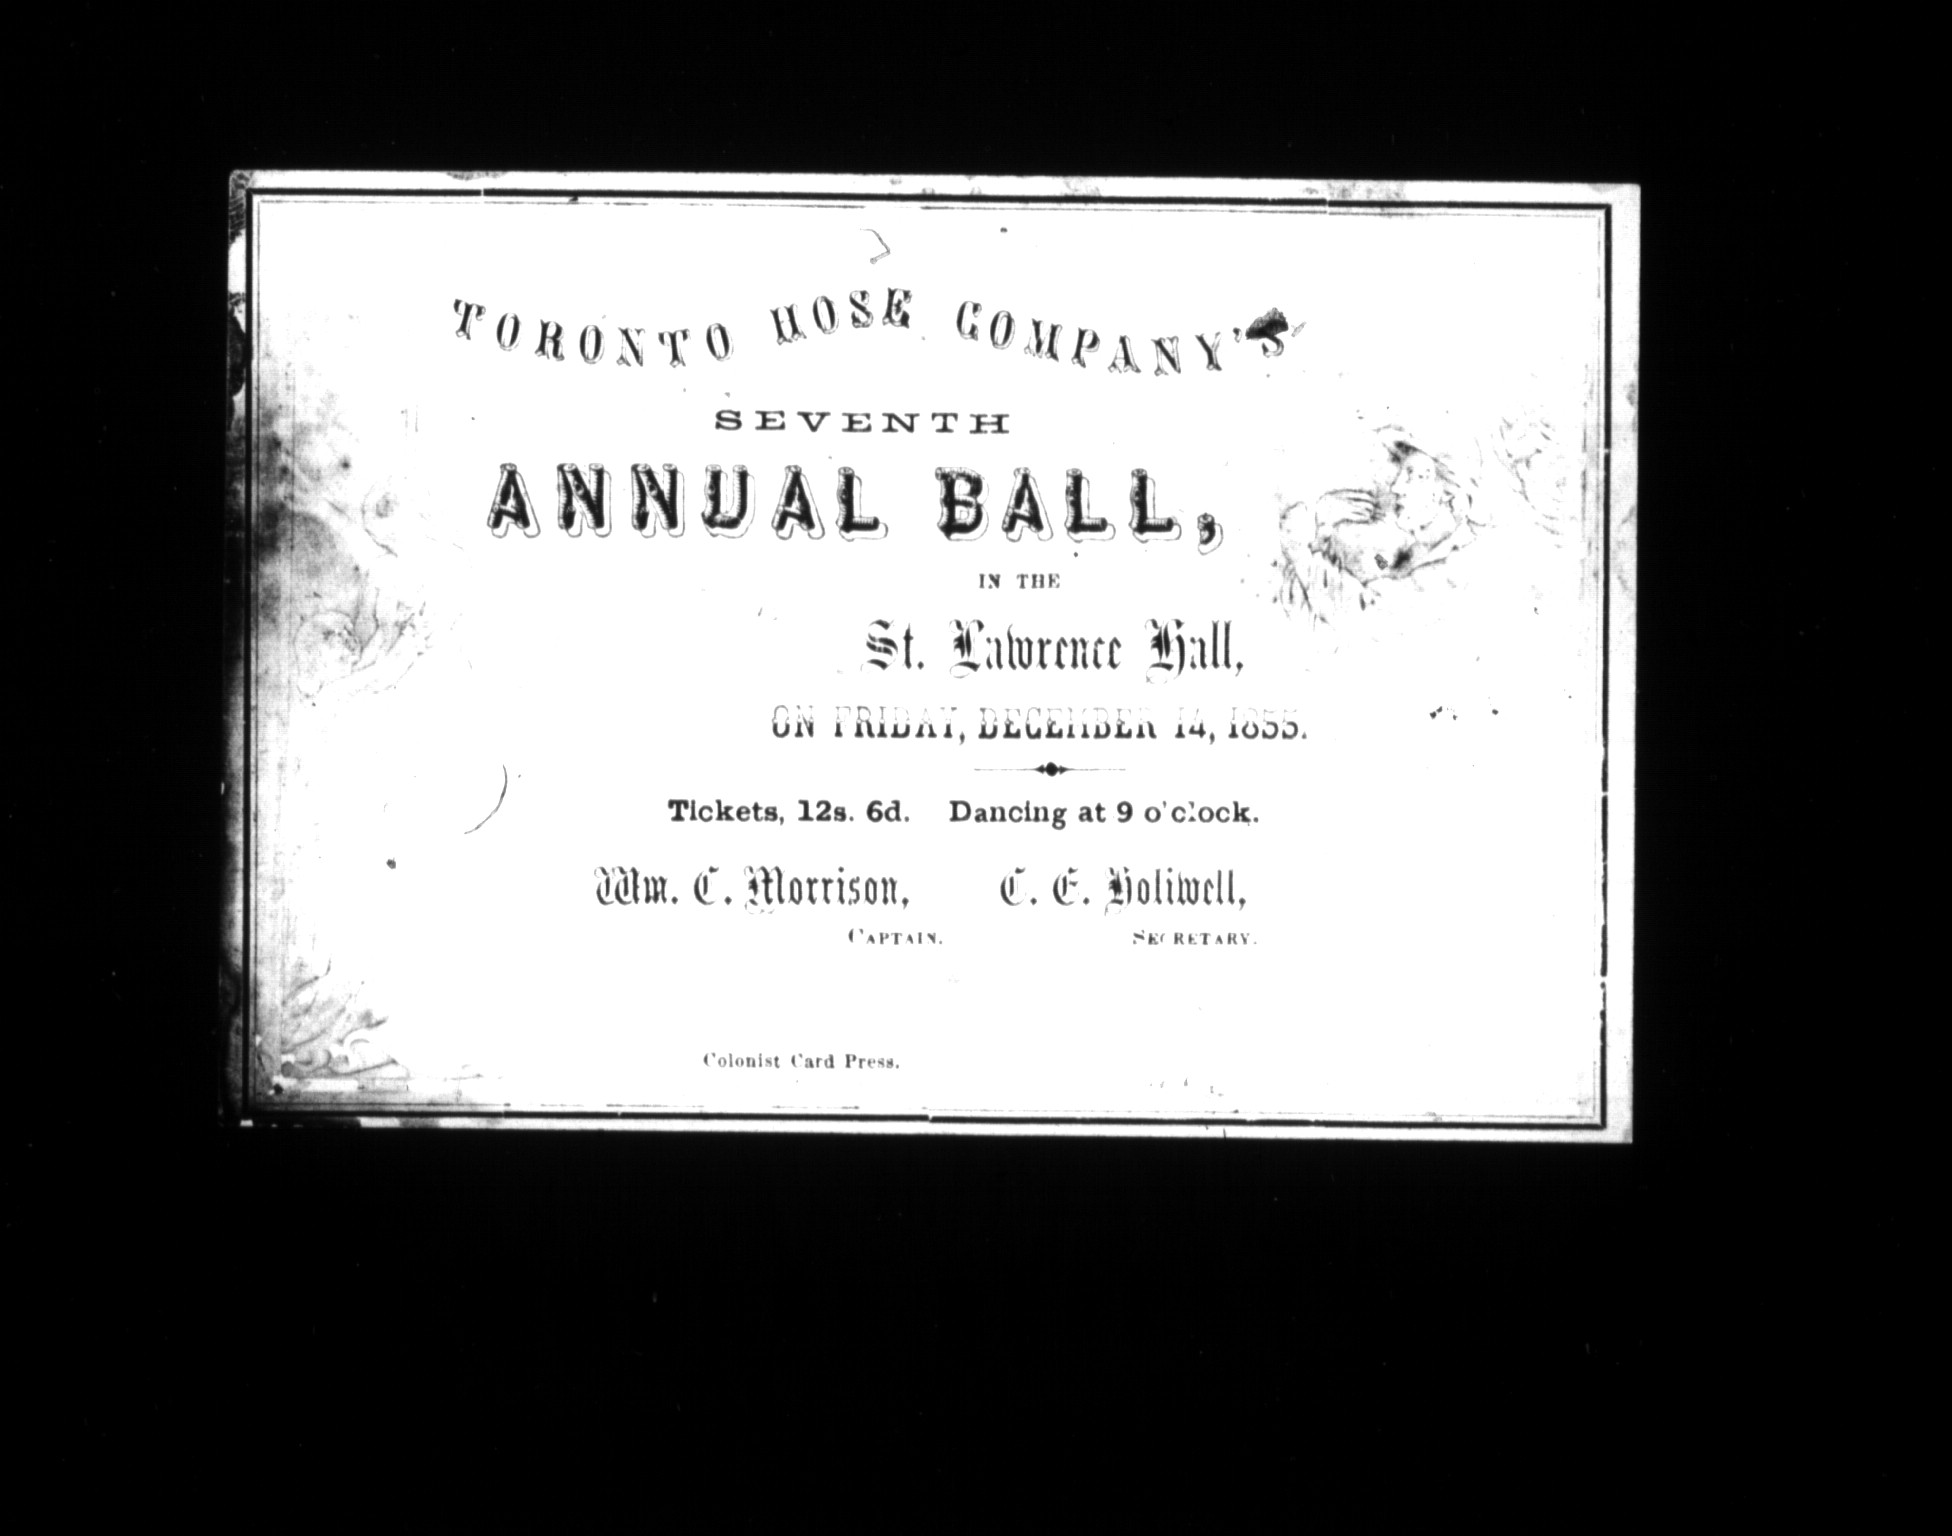 TORONTO HOSE COMPANY'S
SEVENTH
ANNUAL BALL,
IN THE
St. Lawrence Hall,
ON FRIDAY, DECEMBER 14, 1855.
Tickets, 12s. 6d. Dancing at 9 o'clock.
Wm. C. Morrison, C. E. Holiwell,
CAPTAIN. SECRETARY.
Colonist Card Press.